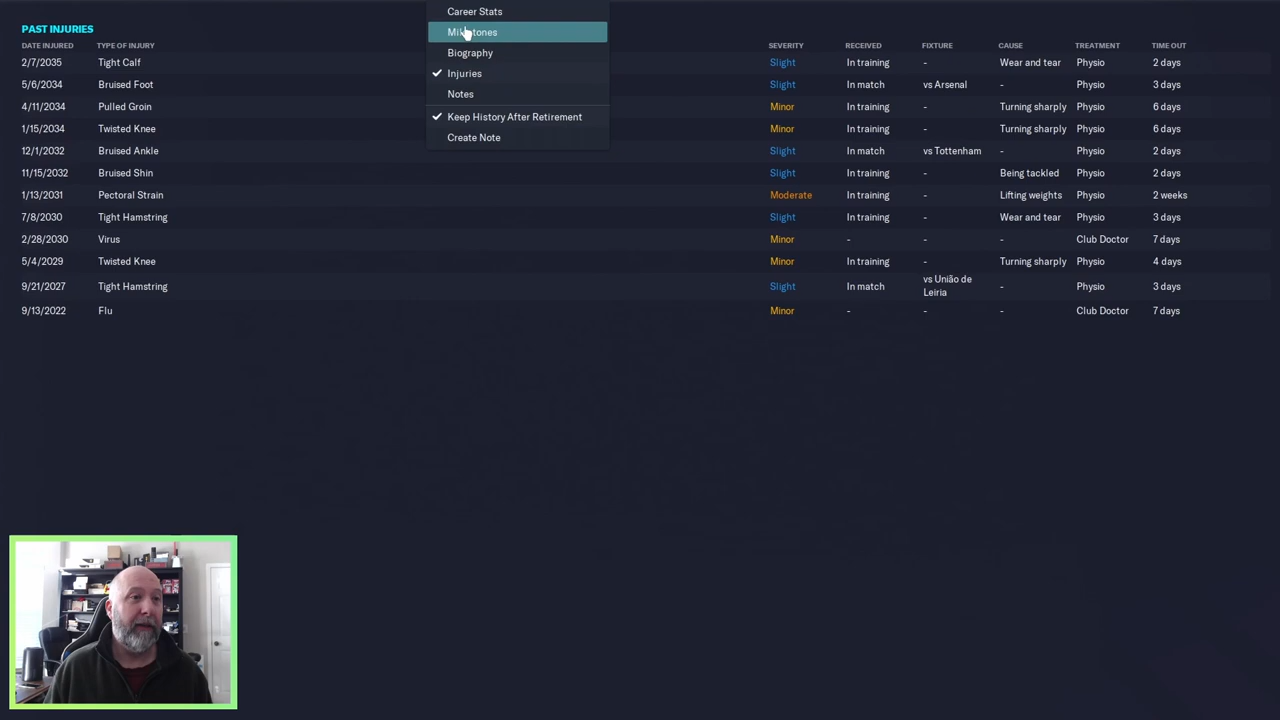 Career Stats
PAST INJURIES
Milestones
DATE INJURED TYPE OF INJURY SEVERITY RECEIVED FIXTURE CAUSE TREATMENT TIME OUT
Biography
2/7/2035 Tight Calf Slight In training - Wear and tear Physio 2 days
Injuries
5/6/2034 Bruised Foot Slight In match vs Arsenal - Physio 3 days
Notes
4/11/2034 Pulled Groin Minor In training - Turning sharply Physio 6 days
Keep History After Retirement
1/15/2034 Twisted Knee Minor In training - Turning sharply Physio 6 days
Create Note
12/1/2032 Bruised Ankle Slight In match vs Tottenham - Physio 2 days
11/15/2032 Bruised Shin Slight In training - Being tackled Physio 2 days
1/13/2031 Pectoral Strain Moderate In training - Lifting weights Physio 2 weeks
7/8/2030 Tight Hamstring Slight In training - Wear and tear Physio 3 days
2/28/2030 Virus Minor - - - Club Doctor 7 days
5/4/2029 Twisted Knee Minor In training - Turning sharply Physio 4 days
9/21/2027 Tight Hamstring Slight In match vs União de - Physio 3 days
Leiria
9/13/2022 Flu Minor - - - Club Doctor 7 days